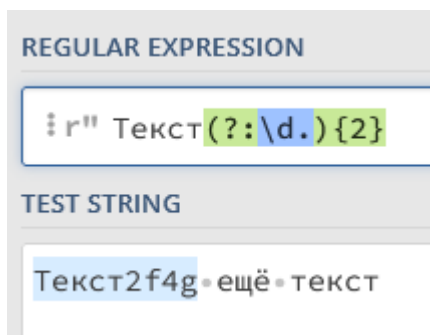 REGULAR EXPRESSION
r" Текст(?:\d.){2}
TEST STRING
Текст2f4g ещё текст